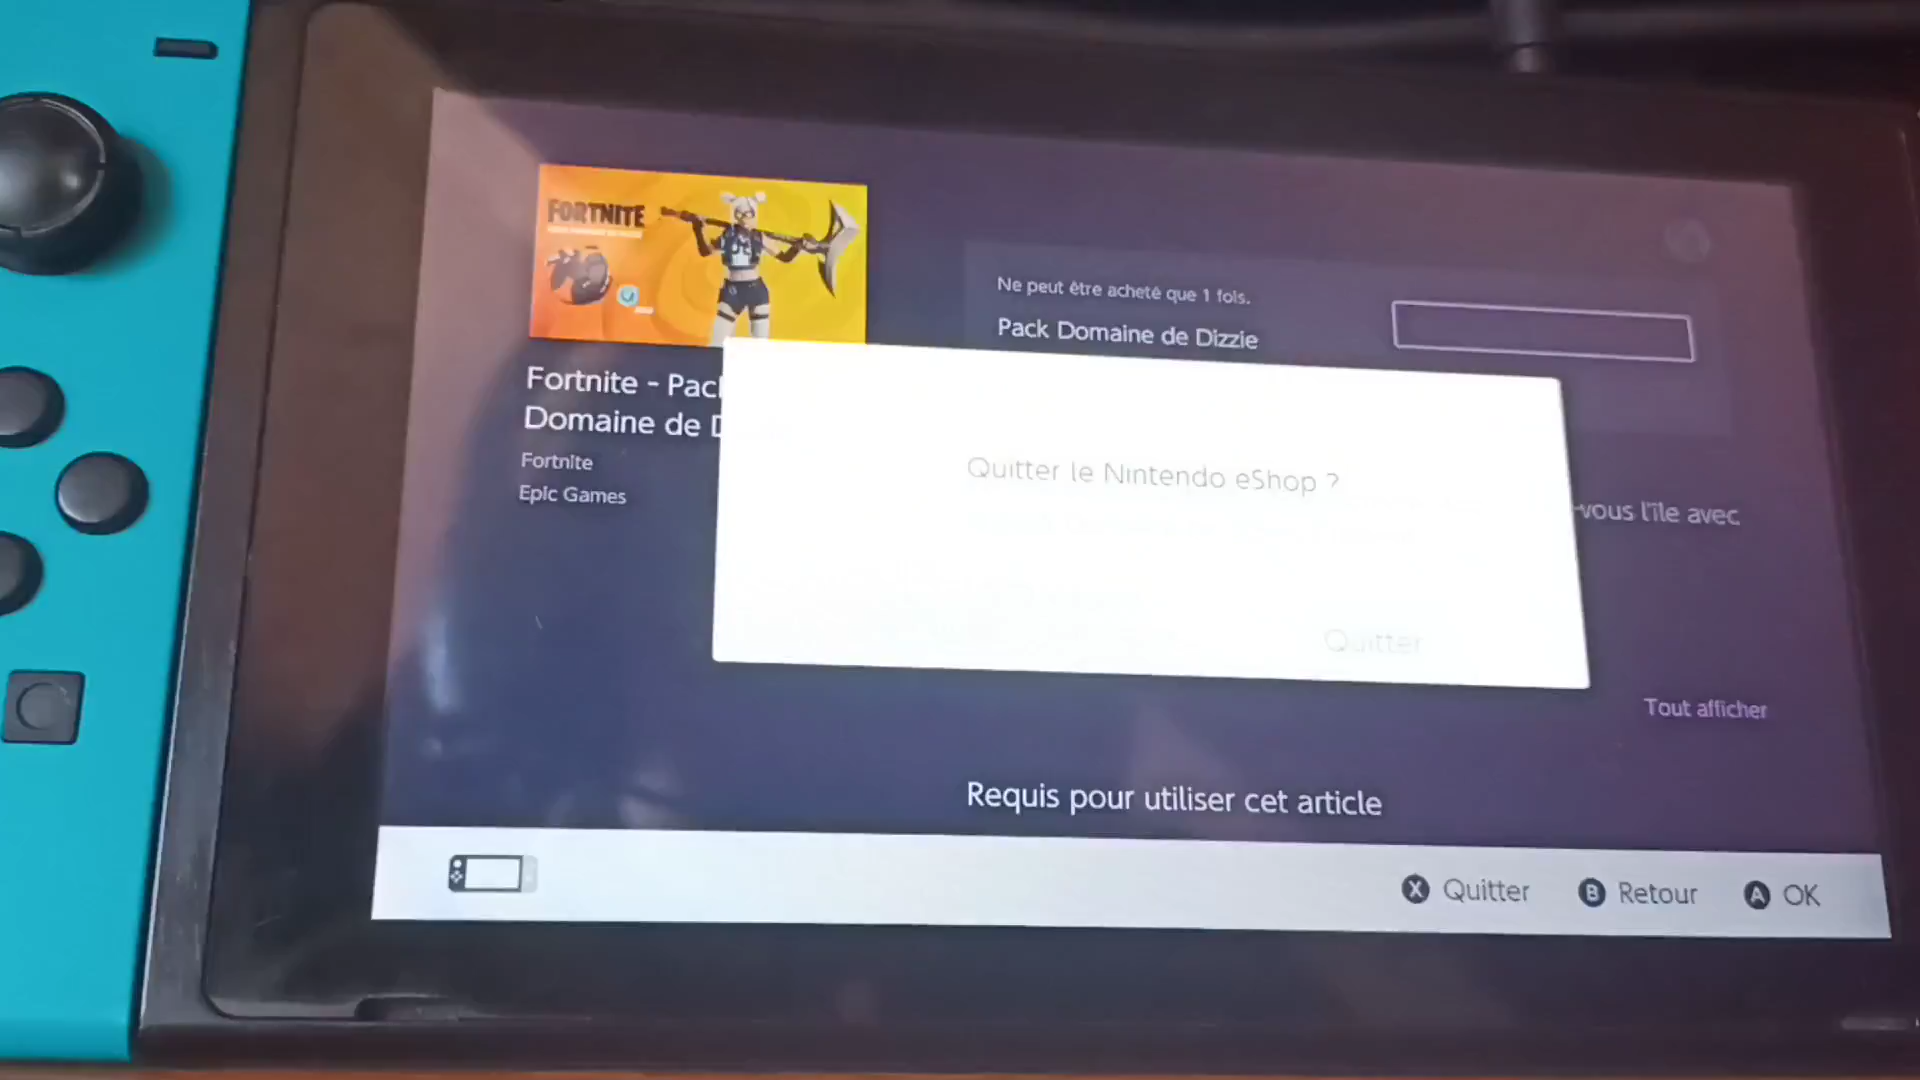 FORTNITE
Ne peut être acheté que 1 fois.
Pack Domaine de Dizzie
Fortnite - Pac
Domaine de D
Fortnite
Epic Games
Quitter le Nintendo eShop ?
-vous l'île avec
Quitter
Tout afficher
Requis pour utiliser cet article
X Quitter
B Retour
A OK